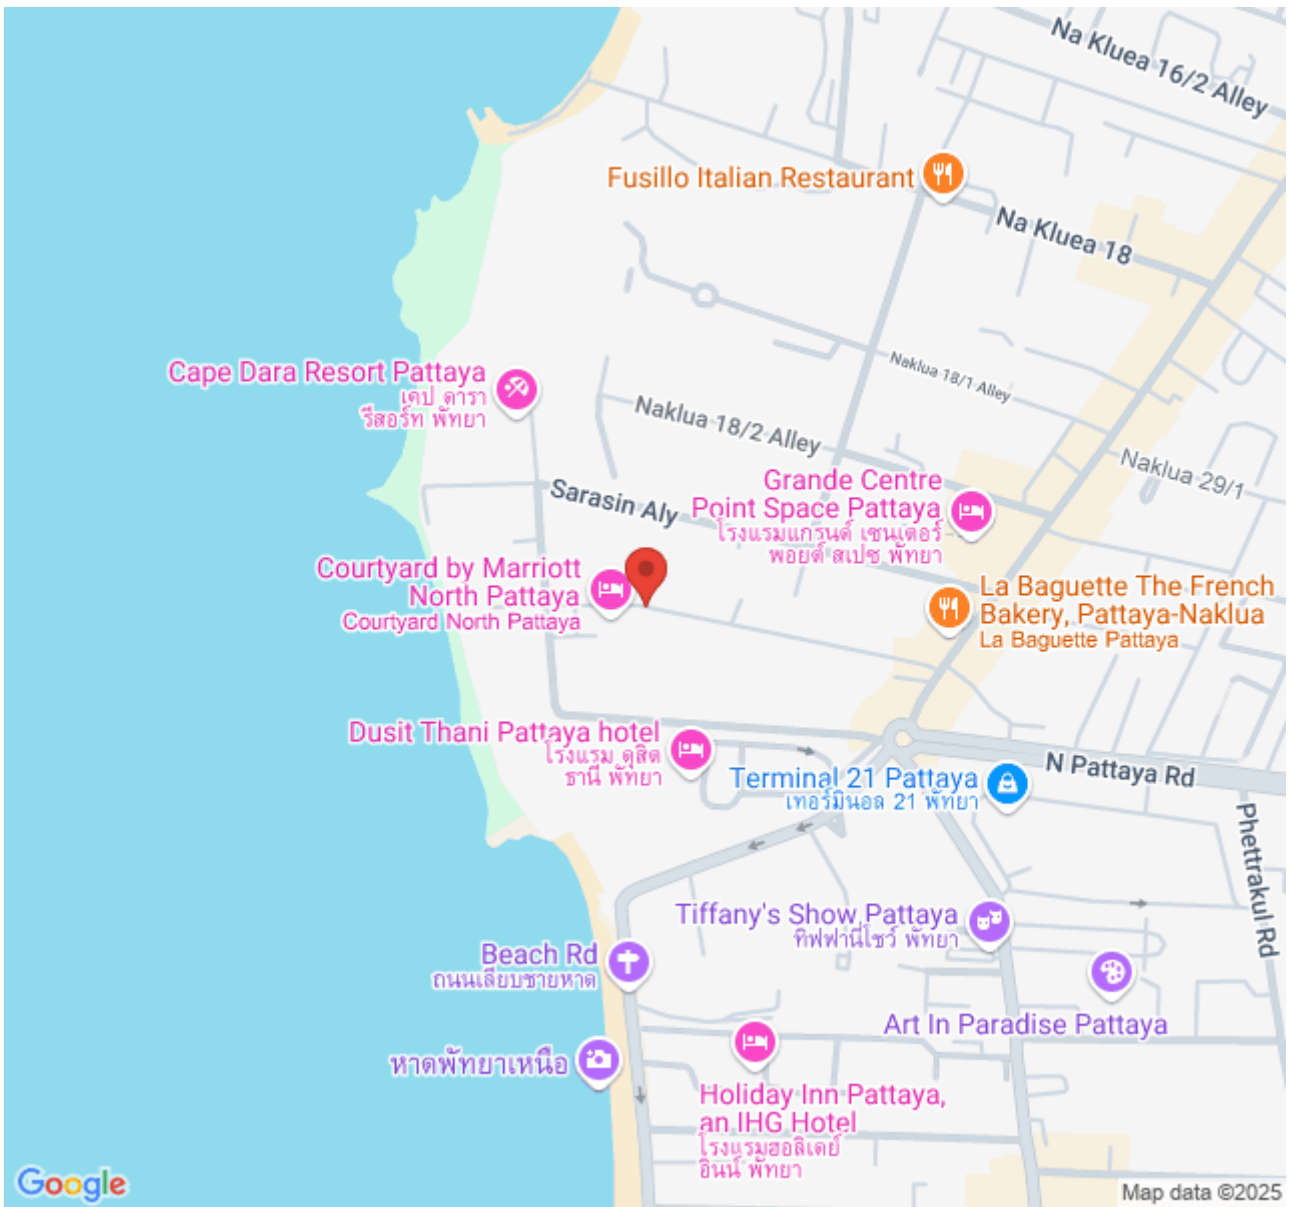 Na Kluea 16/2 Alley
Fusillo Italian Restaurant
Na Kluea 18
Naklua 18/1 Alley
Cape Dara Resort Pattaya
เคป ดารา
รีสอร์ท พัทยา
Naklua 18/2 Alley
Naklua 29/1
Sarasin Aly
Grande Centre
Point Space Pattaya
โรงแรมแกรนด์ เซนเตอร์
พอยต์ สเปซ พัทยา
Courtyard by Marriott
North Pattaya
Courtyard North Pattaya
La Baguette The French
Bakery, Pattaya-Naklua
La Baguette Pattaya
Dusit Thani Pattaya hotel
โรงแรม ดุสิต
ธานี พัทยา
N Pattaya Rd
Terminal 21 Pattaya
เทอร์มินอล 21 พัทยา
Phettrakul Rd
Tiffany's Show Pattaya
ทิฟฟานี่โชว์ พัทยา
Beach Rd
ถนนเลียบชายหาด
Art In Paradise Pattaya
หาดพัทยาเหนือ
Holiday Inn Pattaya,
an IHG Hotel
โรงแรมฮอลิเดย์
อินน์ พัทยา
Google
Map data ©2025